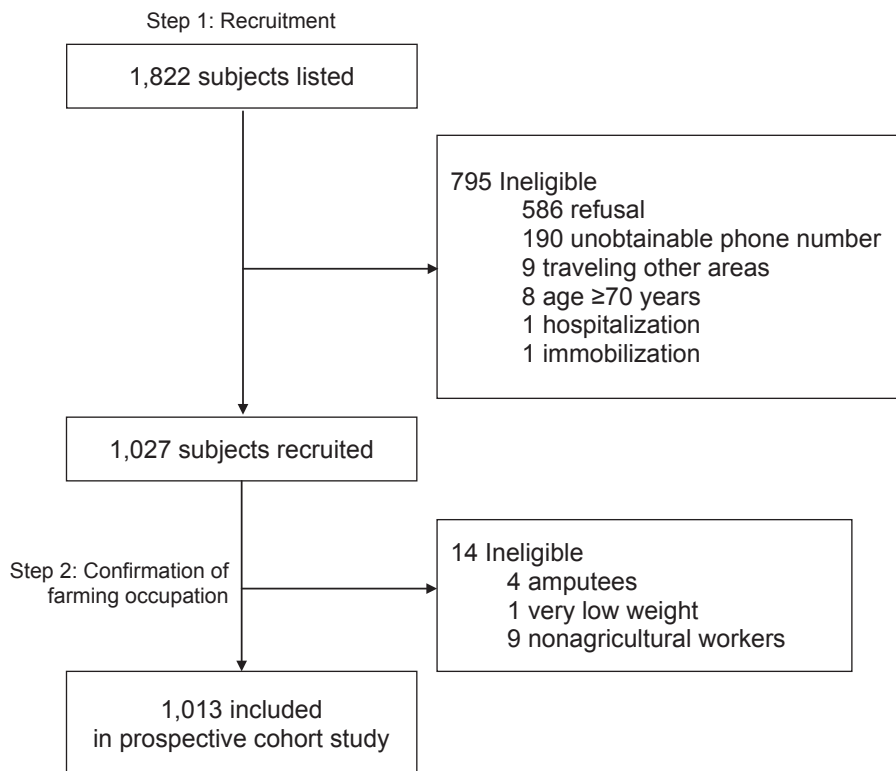 Step 1: Recruitment
1,822 subjects listed
795 Ineligible
586 refusal
190 unobtainable phone number
9 traveling other areas
8 age ≥70 years
1 hospitalization
1 immobilization
1,027 subjects recruited
Step 2: Confirmation of
farming occupation
14 Ineligible
4 amputees
1 very low weight
9 nonagricultural workers
1,013 included
in prospective cohort study